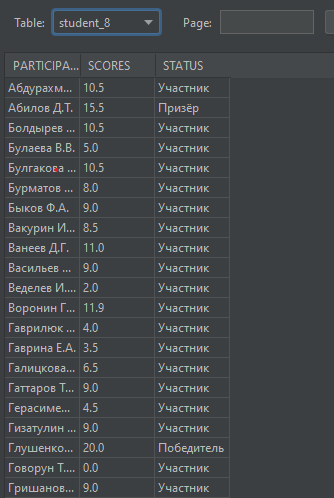 Table: student_8 Page:
PARTICIPA... SCORES STATUS
Абдурахм... 10.5 Участник
Абилов Д.Т. 15.5 Призёр
Болдырев ... 10.5 Участник
Булаева В.В. 5.0 Участник
Булгакова ... 10.5 Участник
Бурматов ... 8.0 Участник
Быков Ф.А. 9.0 Участник
Вакурин И... 8.5 Участник
Ванеев Д.Г. 11.0 Участник
Васильев ... 9.0 Участник
Веделев И.... 2.0 Участник
Воронин Г... 11.9 Участник
Гаврилюк ... 4.0 Участник
Гаврина Е.А. 3.5 Участник
Галицкова... 6.5 Участник
Гаттаров Т... 9.0 Участник
Герасиме... 4.5 Участник
Гизатулин ... 9.0 Участник
Глушенко... 20.0 Победитель
Говорун Т.... 0.0 Участник
Гришанов... 9.0 Участник